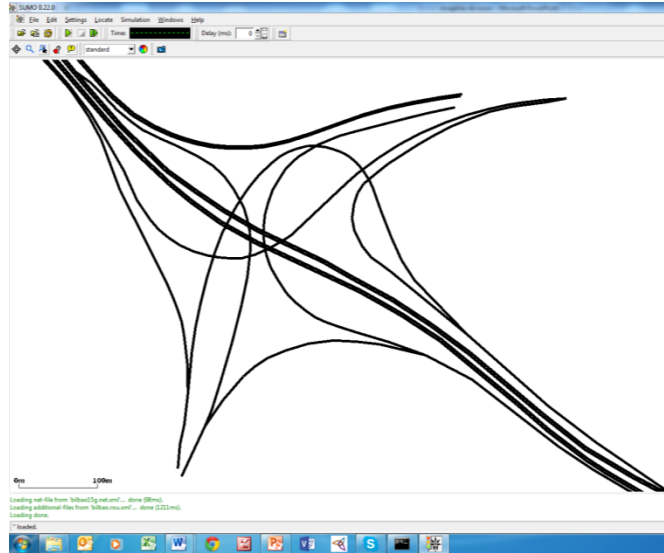 SUMO 0.22.0
File Edit Settings Locate Simulation Windows Help
Time: Delay (ms): 0
standard
0m 100m
Loading net-file from 'bilbao15g.net.xml'... done (98ms).
Loading additional-files from 'bilbao.rou.xml'... done (1211ms).
Loading done.
'' loaded.